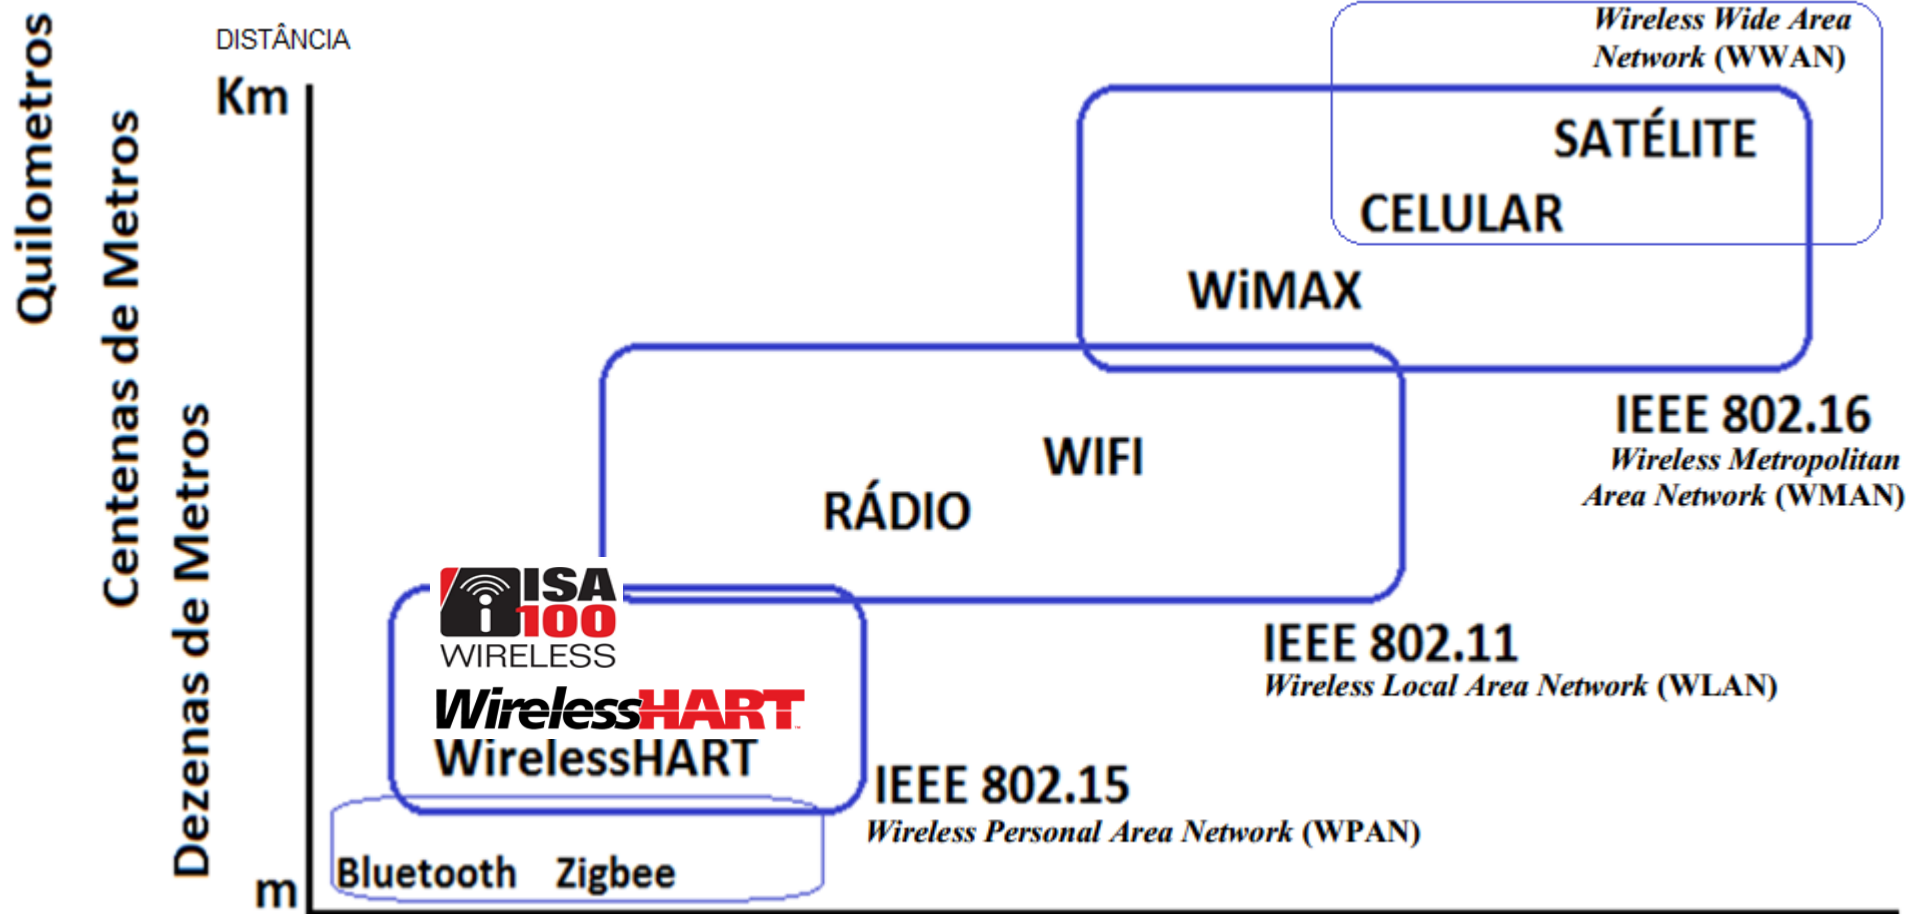 Quilometros
Centenas de Metros
Dezenas de Metros
DISTÂNCIA
Km
m
Wireless Wide Area
Network (WWAN)
SATÉLITE
CELULAR
WiMAX
IEEE 802.16
Wireless Metropolitan
Area Network (WMAN)
WIFI
RÁDIO
IEEE 802.11
Wireless Local Area Network (WLAN)
ISA
100
WIRELESS
WirelessHART
WirelessHART
IEEE 802.15
Wireless Personal Area Network (WPAN)
Bluetooth Zigbee